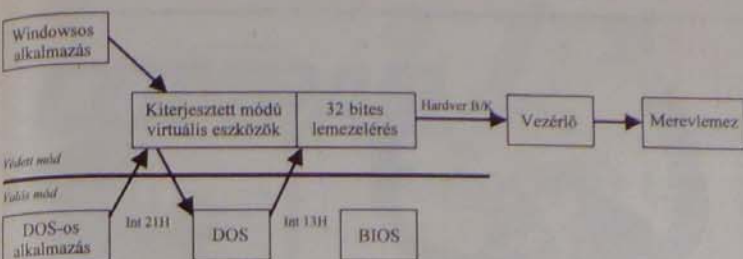 Windowsos
alkalmazás
Kiterjesztett módú
virtuális eszközök
32 bites
lemezelérés
Hardver B/K
Vezérlő
Merevlemez
Védett mód
Valós mód
DOS-os
alkalmazás
Int 21H
DOS
Int 13H
BIOS